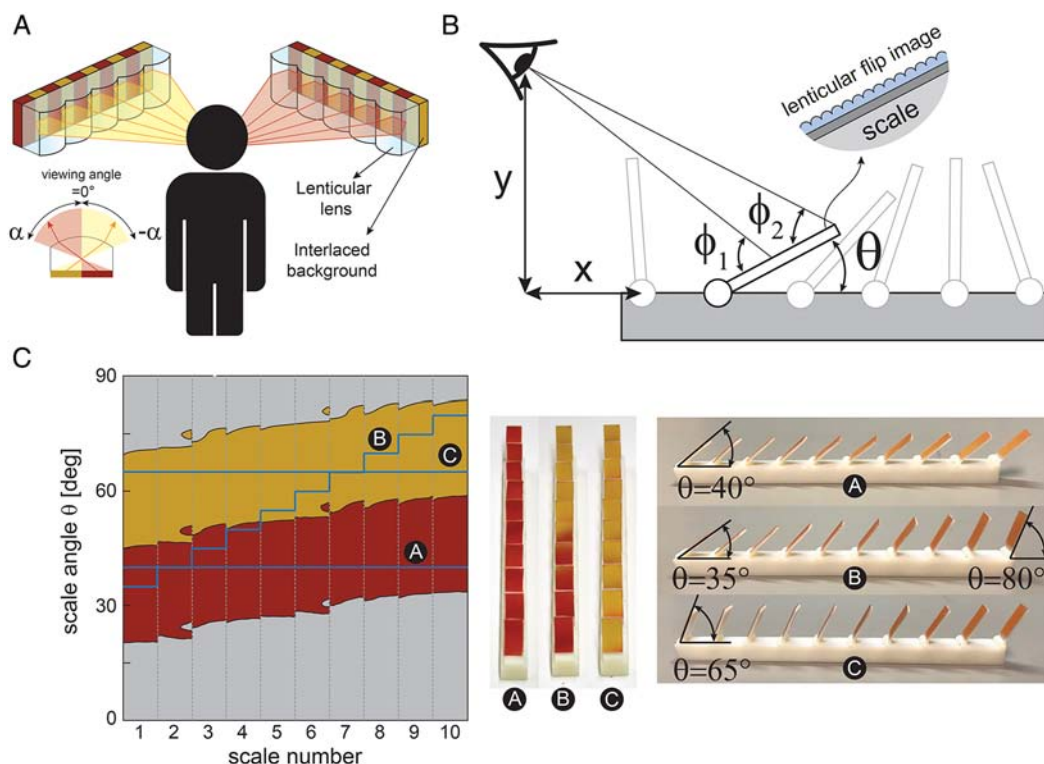 A
viewing angle
=0°
α
-α
Lenticular
lens
Interlaced
background
B
lenticular flip image
scale
y
x
ϕ1
ϕ2
θ
C
scale angle θ [deg]
90
60
30
0
B
C
A
1 2 3 4 5 6 7 8 9 10
scale number
A B C
θ=40°
A
θ=35°
θ=80°
B
θ=65°
C